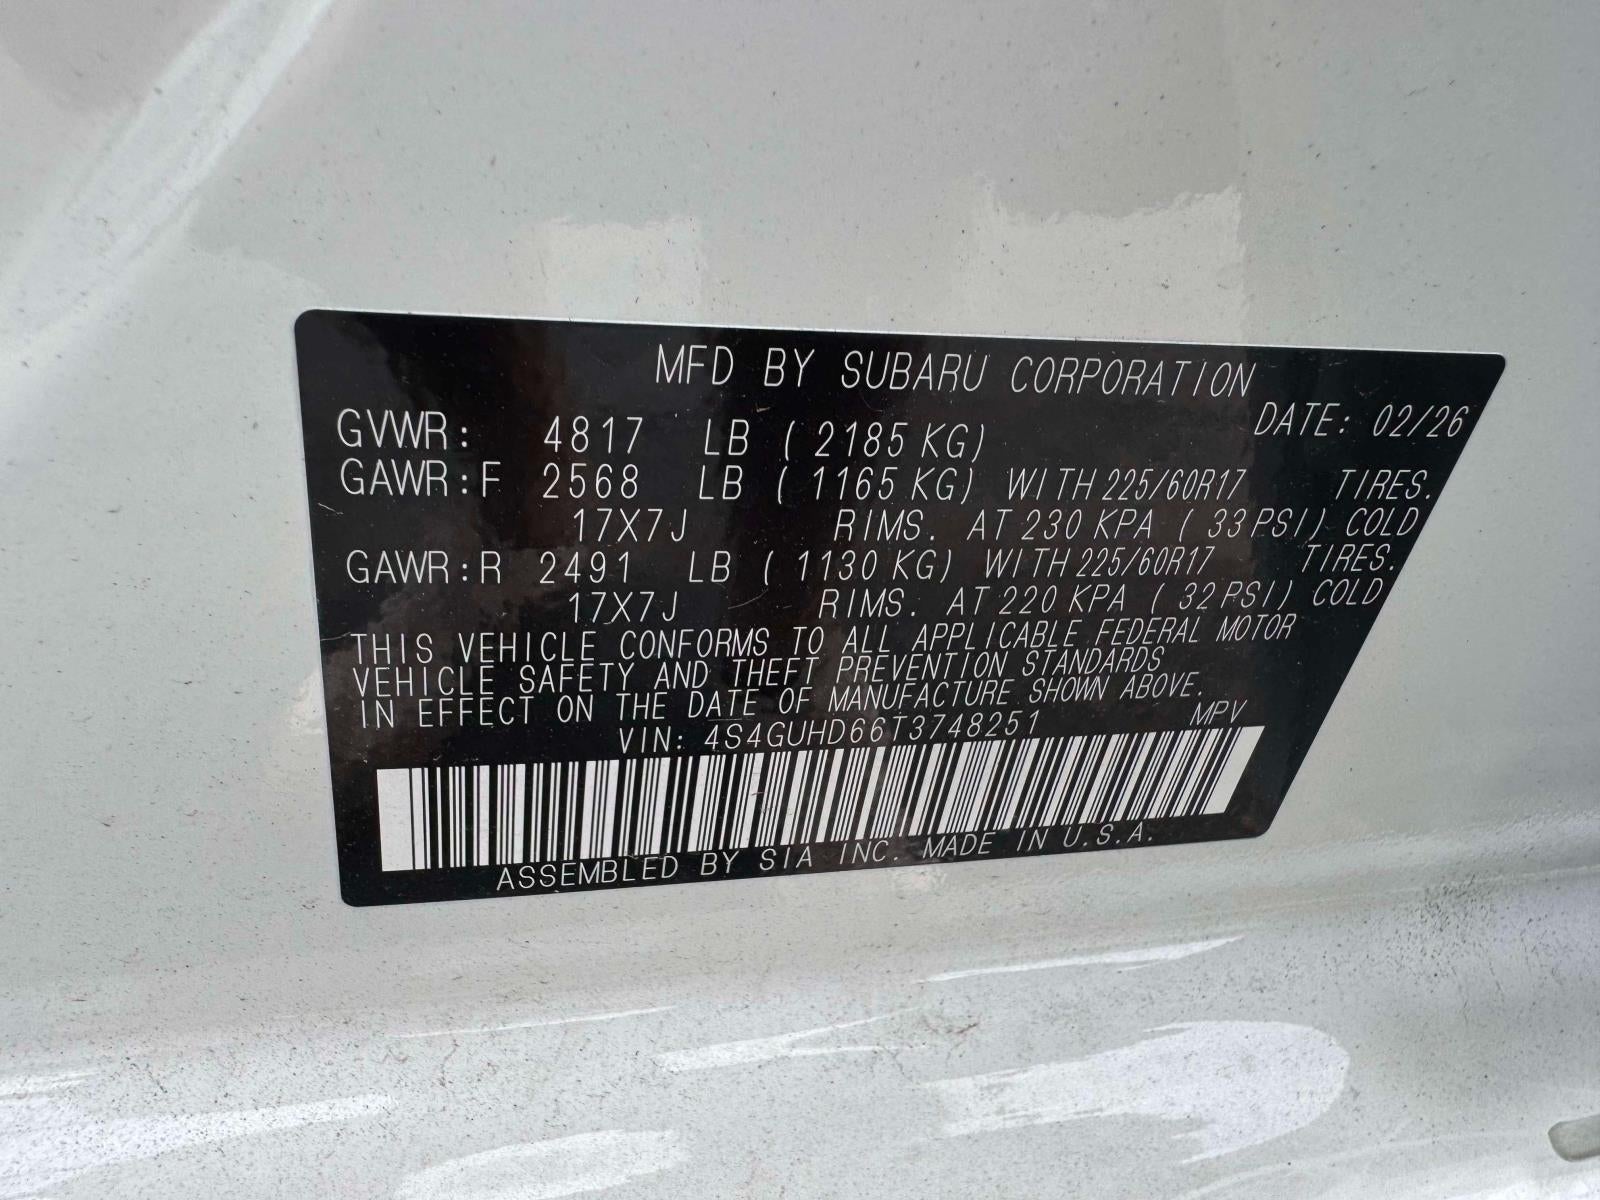 MFD BY SUBARU CORPORATION
DATE: 02/26
GVWR: 4817 LB ( 2185 KG)
GAWR:F 2568 LB ( 1165 KG) WITH 225/60R17 TIRES.
17X7J RIMS. AT 230 KPA ( 33 PSI) COLD
GAWR:R 2491 LB ( 1130 KG) WITH 225/60R17 TIRES.
17X7J RIMS. AT 220 KPA ( 32 PSI) COLD
THIS VEHICLE CONFORMS TO ALL APPLICABLE FEDERAL MOTOR
VEHICLE SAFETY AND THEFT PREVENTION STANDARDS
IN EFFECT ON THE DATE OF MANUFACTURE SHOWN ABOVE.
VIN: 4S4GUHD66T3748251 MPV
ASSEMBLED BY SIA INC. MADE IN U.S.A.